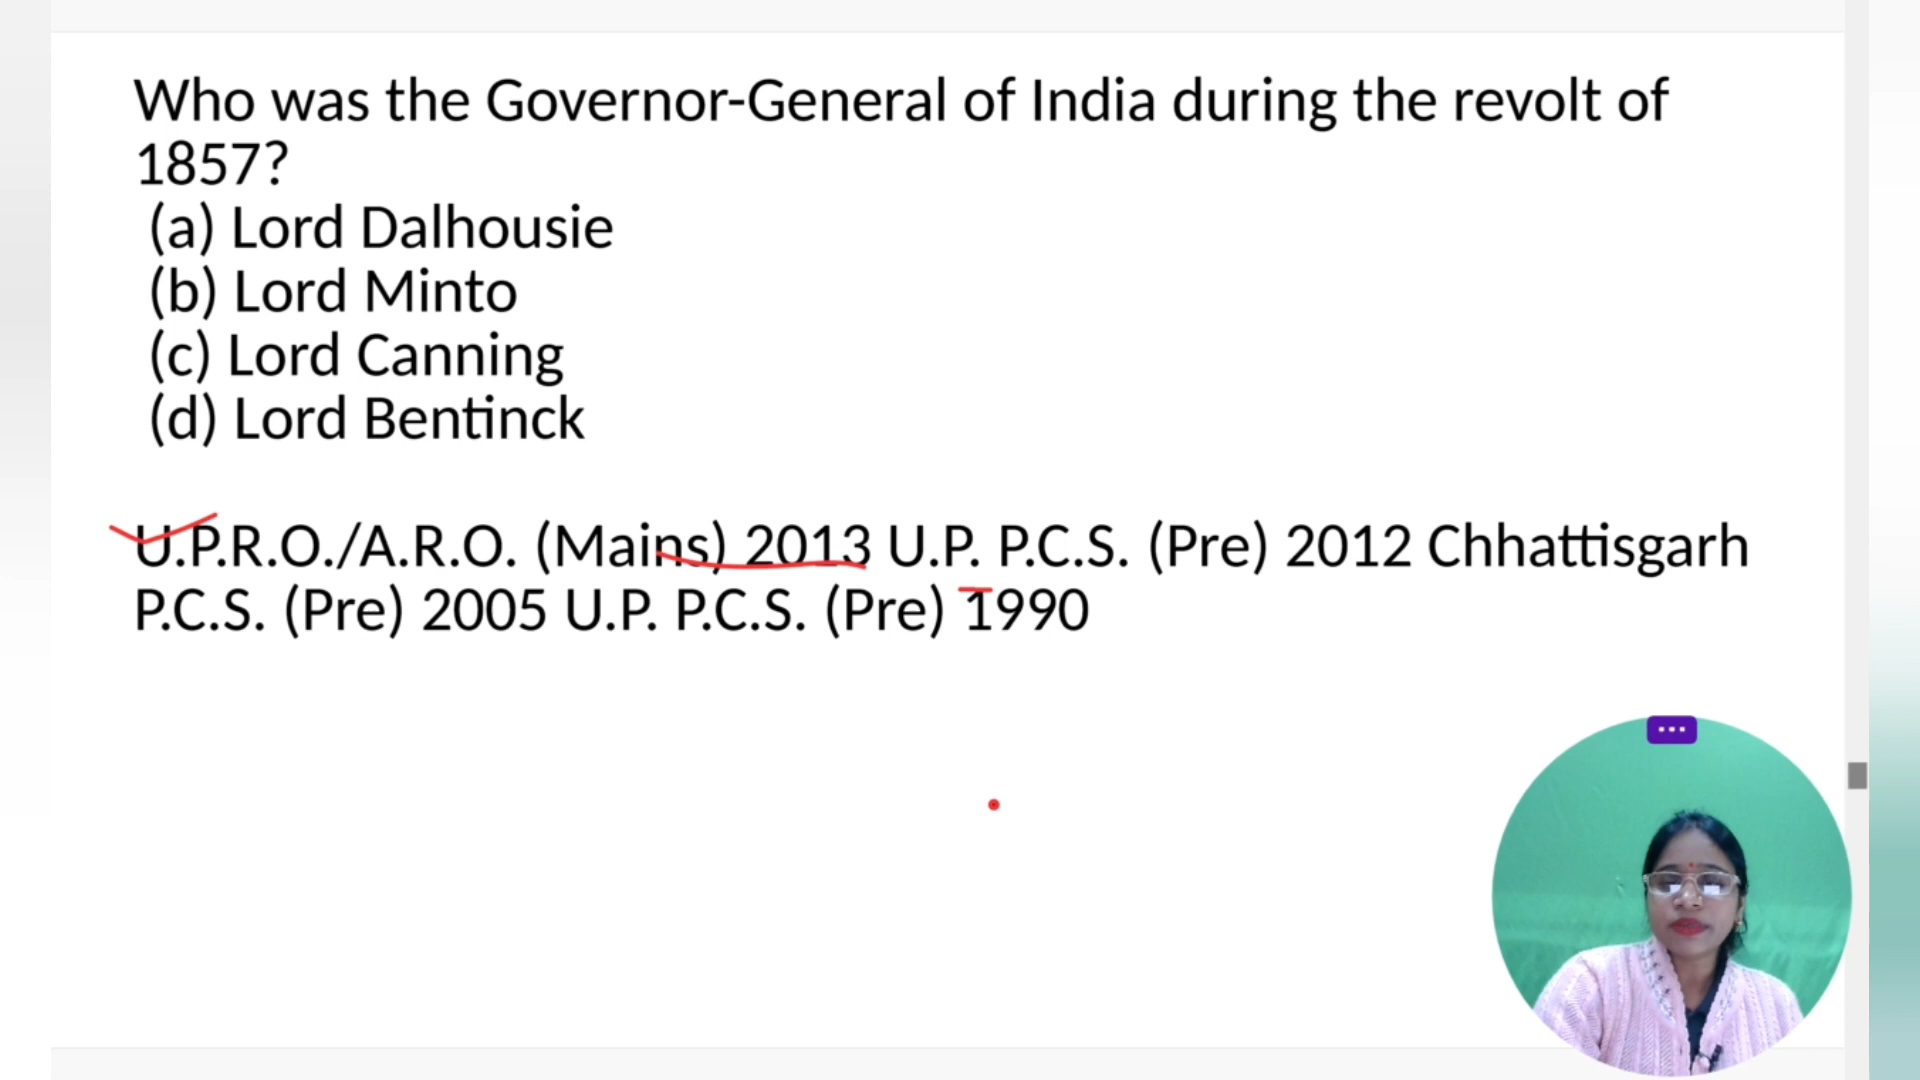 Who was the Governor-General of India during the revolt of
1857?
(a) Lord Dalhousie
(b) Lord Minto
(c) Lord Canning
(d) Lord Bentinck
U.P.R.O./A.R.O. (Mains) 2013 U.P. P.C.S. (Pre) 2012 Chhattisgarh
P.C.S. (Pre) 2005 U.P. P.C.S. (Pre) 1990